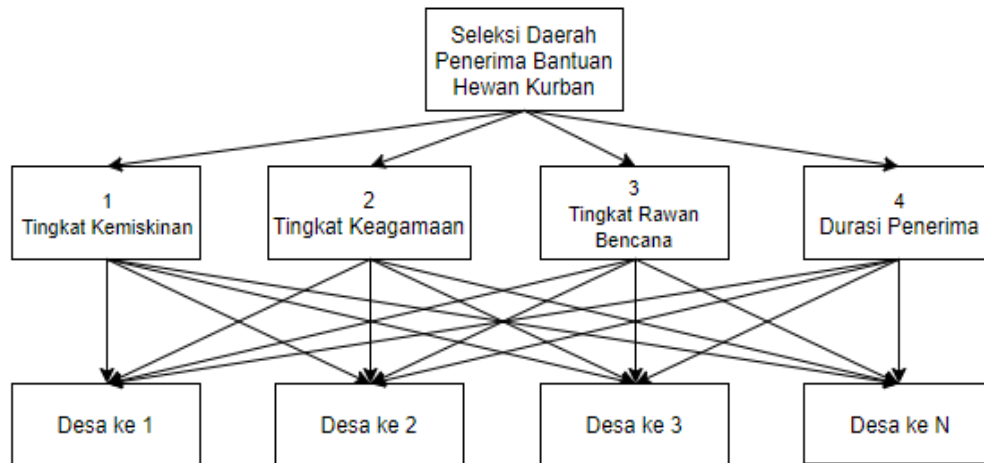 Seleksi Daerah
Penerima Bantuan
Hewan Kurban
1
Tingkat Kemiskinan
2
Tingkat Keagamaan
3
Tingkat Rawan
Bencana
4
Durasi Penerima
Desa ke 1
Desa ke 2
Desa ke 3
Desa ke N